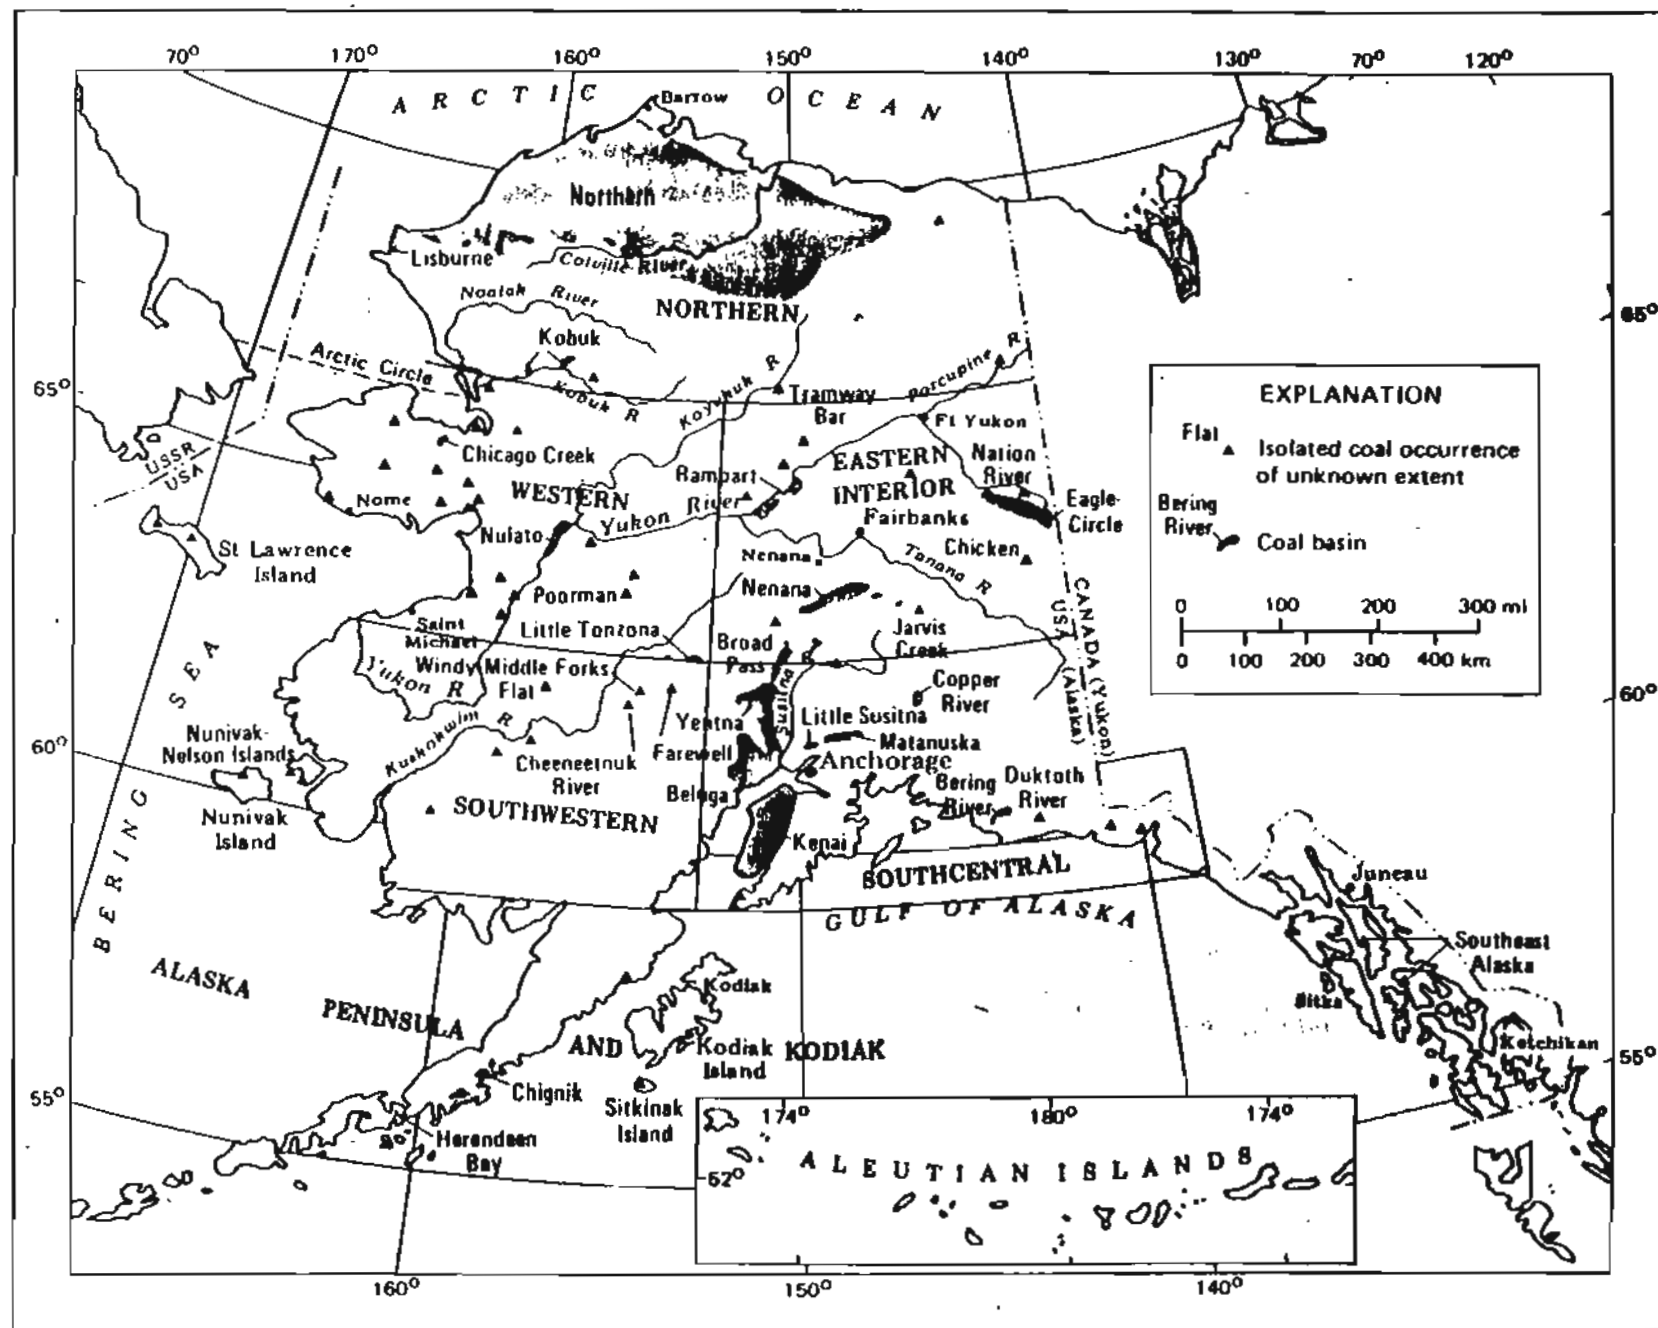 70°
170°
160°
150°
140°
130°
70°
120°
ARCTIC OCEAN
Barrow
Northern
Lisburne
Colville River
Noatak River
NORTHERN
65°
Kobuk
Arctic Circle
Kobuk R
Koyukuk R
Porcupine R
65°
Tramway
Bar
Ft Yukon
Chicago Creek
USSR
USA
EASTERN
INTERIOR
Nation
River
Rampart
WESTERN
Yukon River
Nome
Eagle-
Circle
Fairbanks
Nulato
St Lawrence
Island
Nenana
Chicken
Tanana R
Nenana
Poorman
CANADA (Yukon)
USA (Alaska)
Saint
Michael
Little Tonzona
Broad
Pass
Jarvis
Creek
Windy Middle Forks
Flat
Yukon R
Susitna R
Copper
River
60°
BERING SEA
Kuskokwim R
Yentna
Little Susitna
Nunivak-
Nelson Islands
60°
Farewell
Matanuska
Cheeneetnuk
River
Anchorage
Beluga
Bering
River
Duktoth
River
Nunivak
Island
SOUTHWESTERN
Kenai
SOUTHCENTRAL
GULF OF ALASKA
Juneau
Southeast
Alaska
Sitka
Ketchikan
ALASKA PENINSULA AND KODIAK
Kodiak
Kodiak
Island
55°
55°
Chignik
Sitkinak
Island
Herendeen
Bay
174°
180°
174°
52°
ALEUTIAN ISLANDS
160°
150°
140°
EXPLANATION
Flat
Isolated coal occurrence
of unknown extent
Bering
River
Coal basin
0 100 200 300 mi
0 100 200 300 400 km